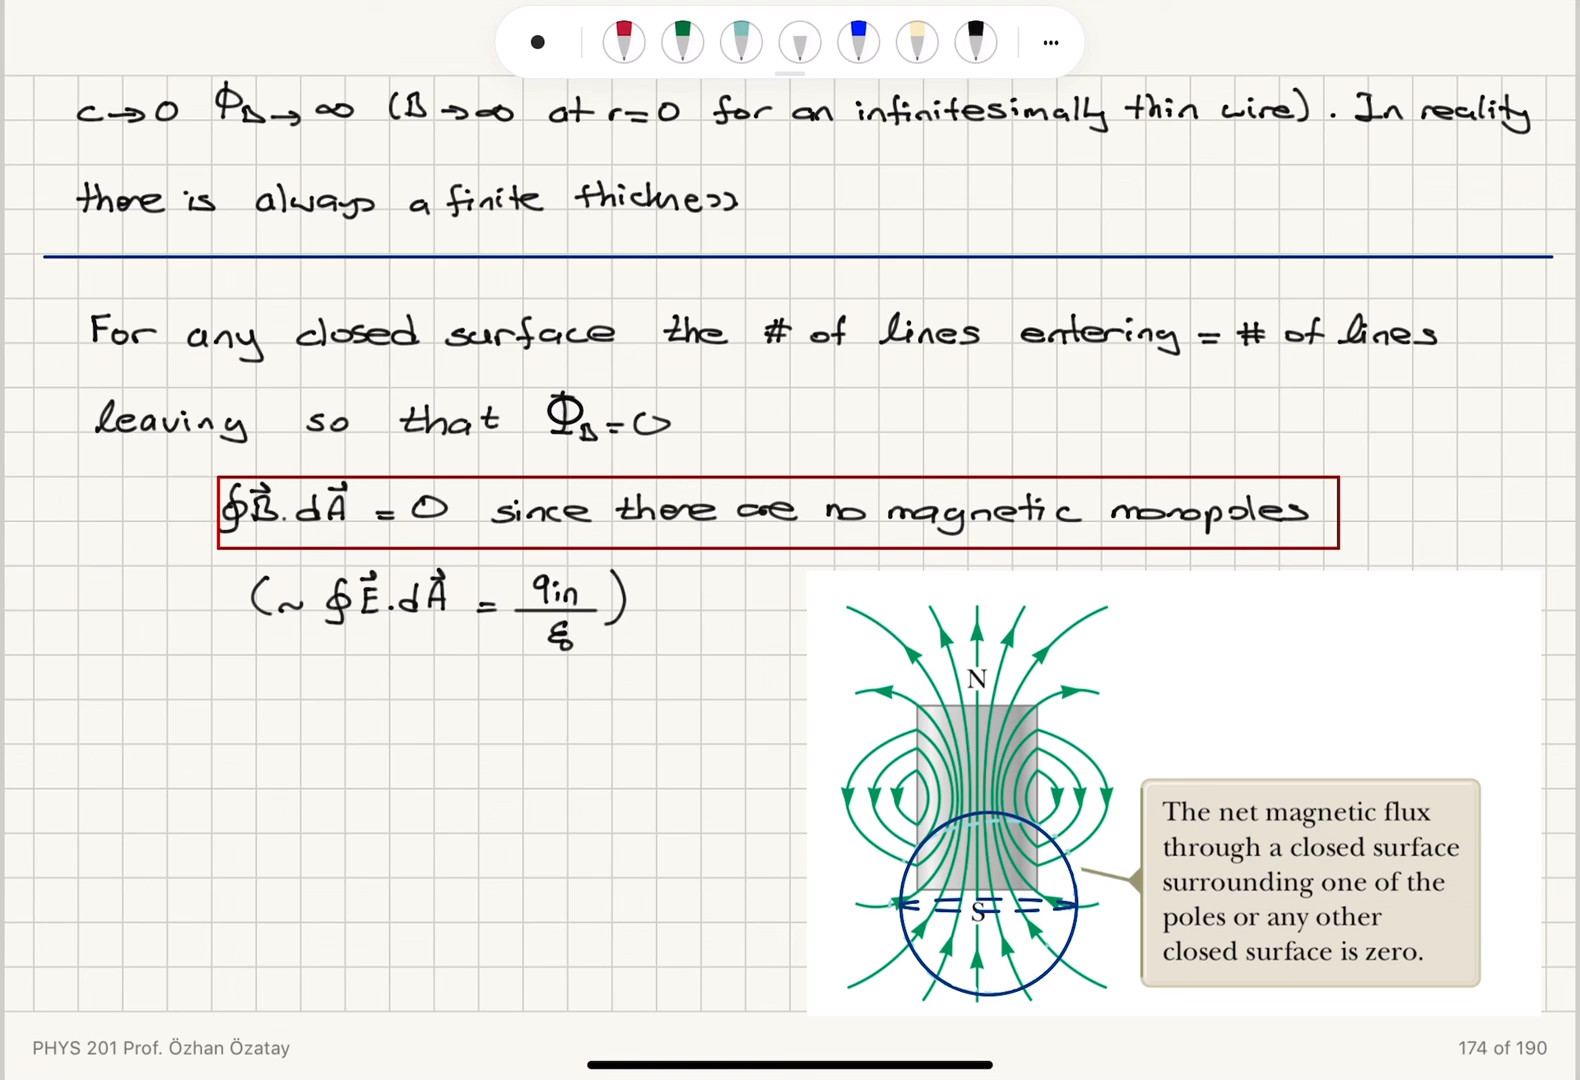 c→0 Φ_B→∞ (B→∞ at r=0 for an infinitesimally thin wire). In reality
there is always a finite thickness
For any closed surface the # of lines entering = # of lines
leaving so that Φ_B=0
∮B⃗.dA⃗ = 0 since there are no magnetic monopoles
(~ ∮E⃗.dA⃗ = qin/ε₀)
N
S
The net magnetic flux
through a closed surface
surrounding one of the
poles or any other
closed surface is zero.
PHYS 201 Prof. Özhan Özatay
174 of 190